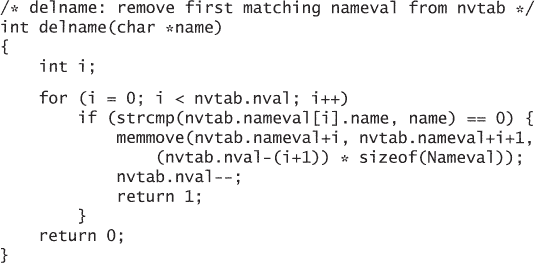 /* delname: remove first matching nameval from nvtab */
int delname(char *name)
{
    int i;

    for (i = 0; i < nvtab.nval; i++)
        if (strcmp(nvtab.nameval[i].name, name) == 0) {
            memmove(nvtab.nameval+i, nvtab.nameval+i+1,
                (nvtab.nval-(i+1)) * sizeof(Nameval));
            nvtab.nval--;
            return 1;
        }
    return 0;
}